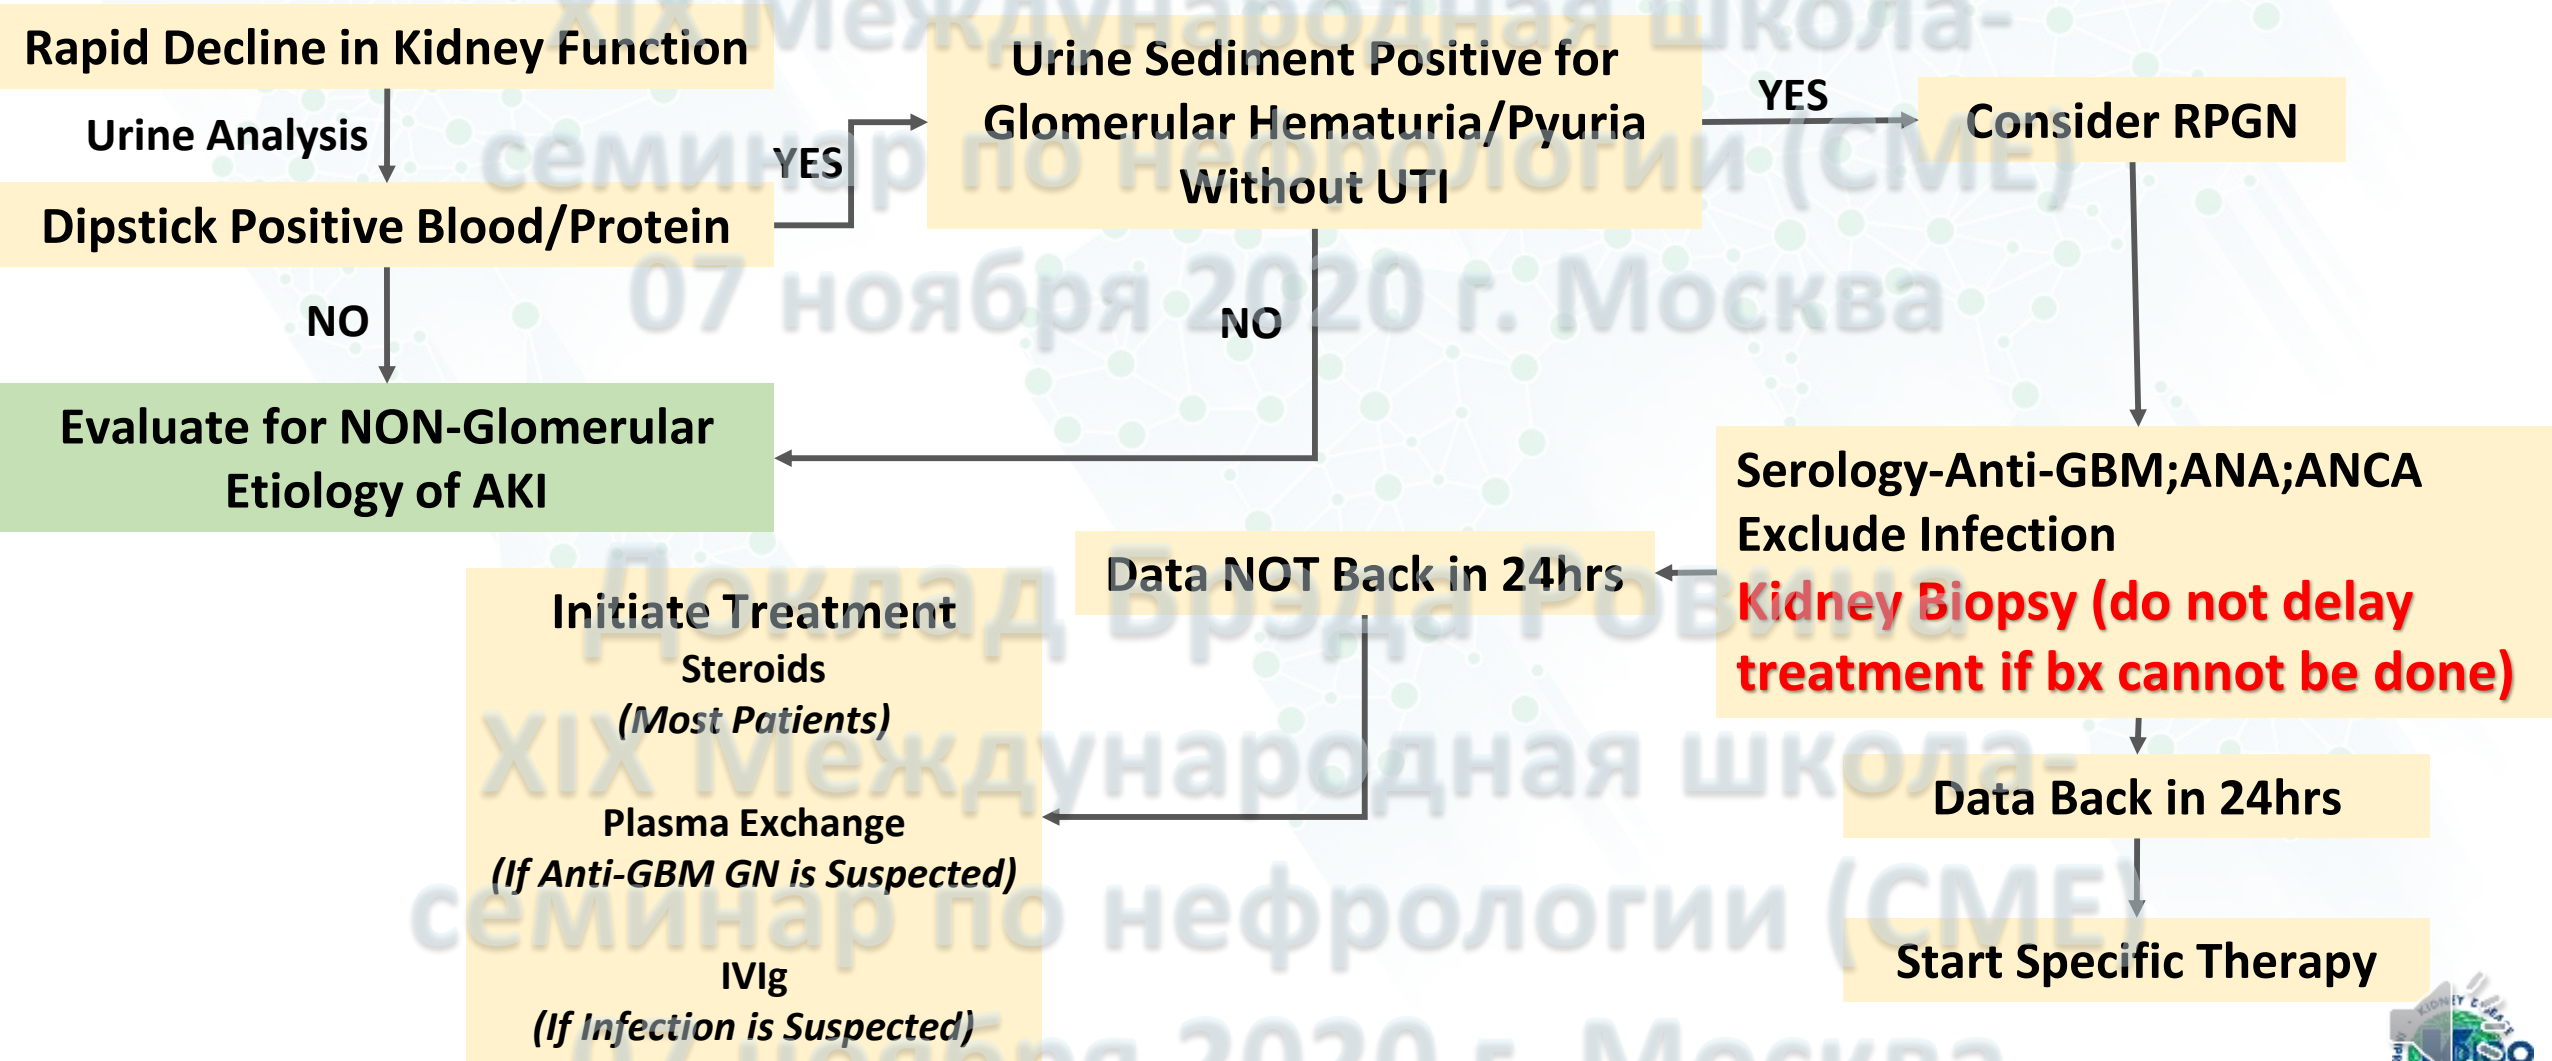 XIX Международная школа-
Rapid Decline in Kidney Function
Urine Analysis
Dipstick Positive Blood/Protein
YES
NO
Urine Sediment Positive for
Glomerular Hematuria/Pyuria
Without UTI
YES
Consider RPGN
NO
семинар по нефрологии (CME)
07 ноября 2020 г. Москва
Evaluate for NON-Glomerular
Etiology of AKI
Serology-Anti-GBM;ANA;ANCA
Exclude Infection
Kidney Biopsy (do not delay
treatment if bx cannot be done)
Data NOT Back in 24hrs
Доклад Брэда Ровина
Initiate Treatment
Steroids
(Most Patients)
Plasma Exchange
(If Anti-GBM GN is Suspected)
IVIg
(If Infection is Suspected)
XIX Международная школа-
Data Back in 24hrs
семинар по нефрологии (CME)
Start Specific Therapy
07 ноября 2020 г. Москва
KIDNEY